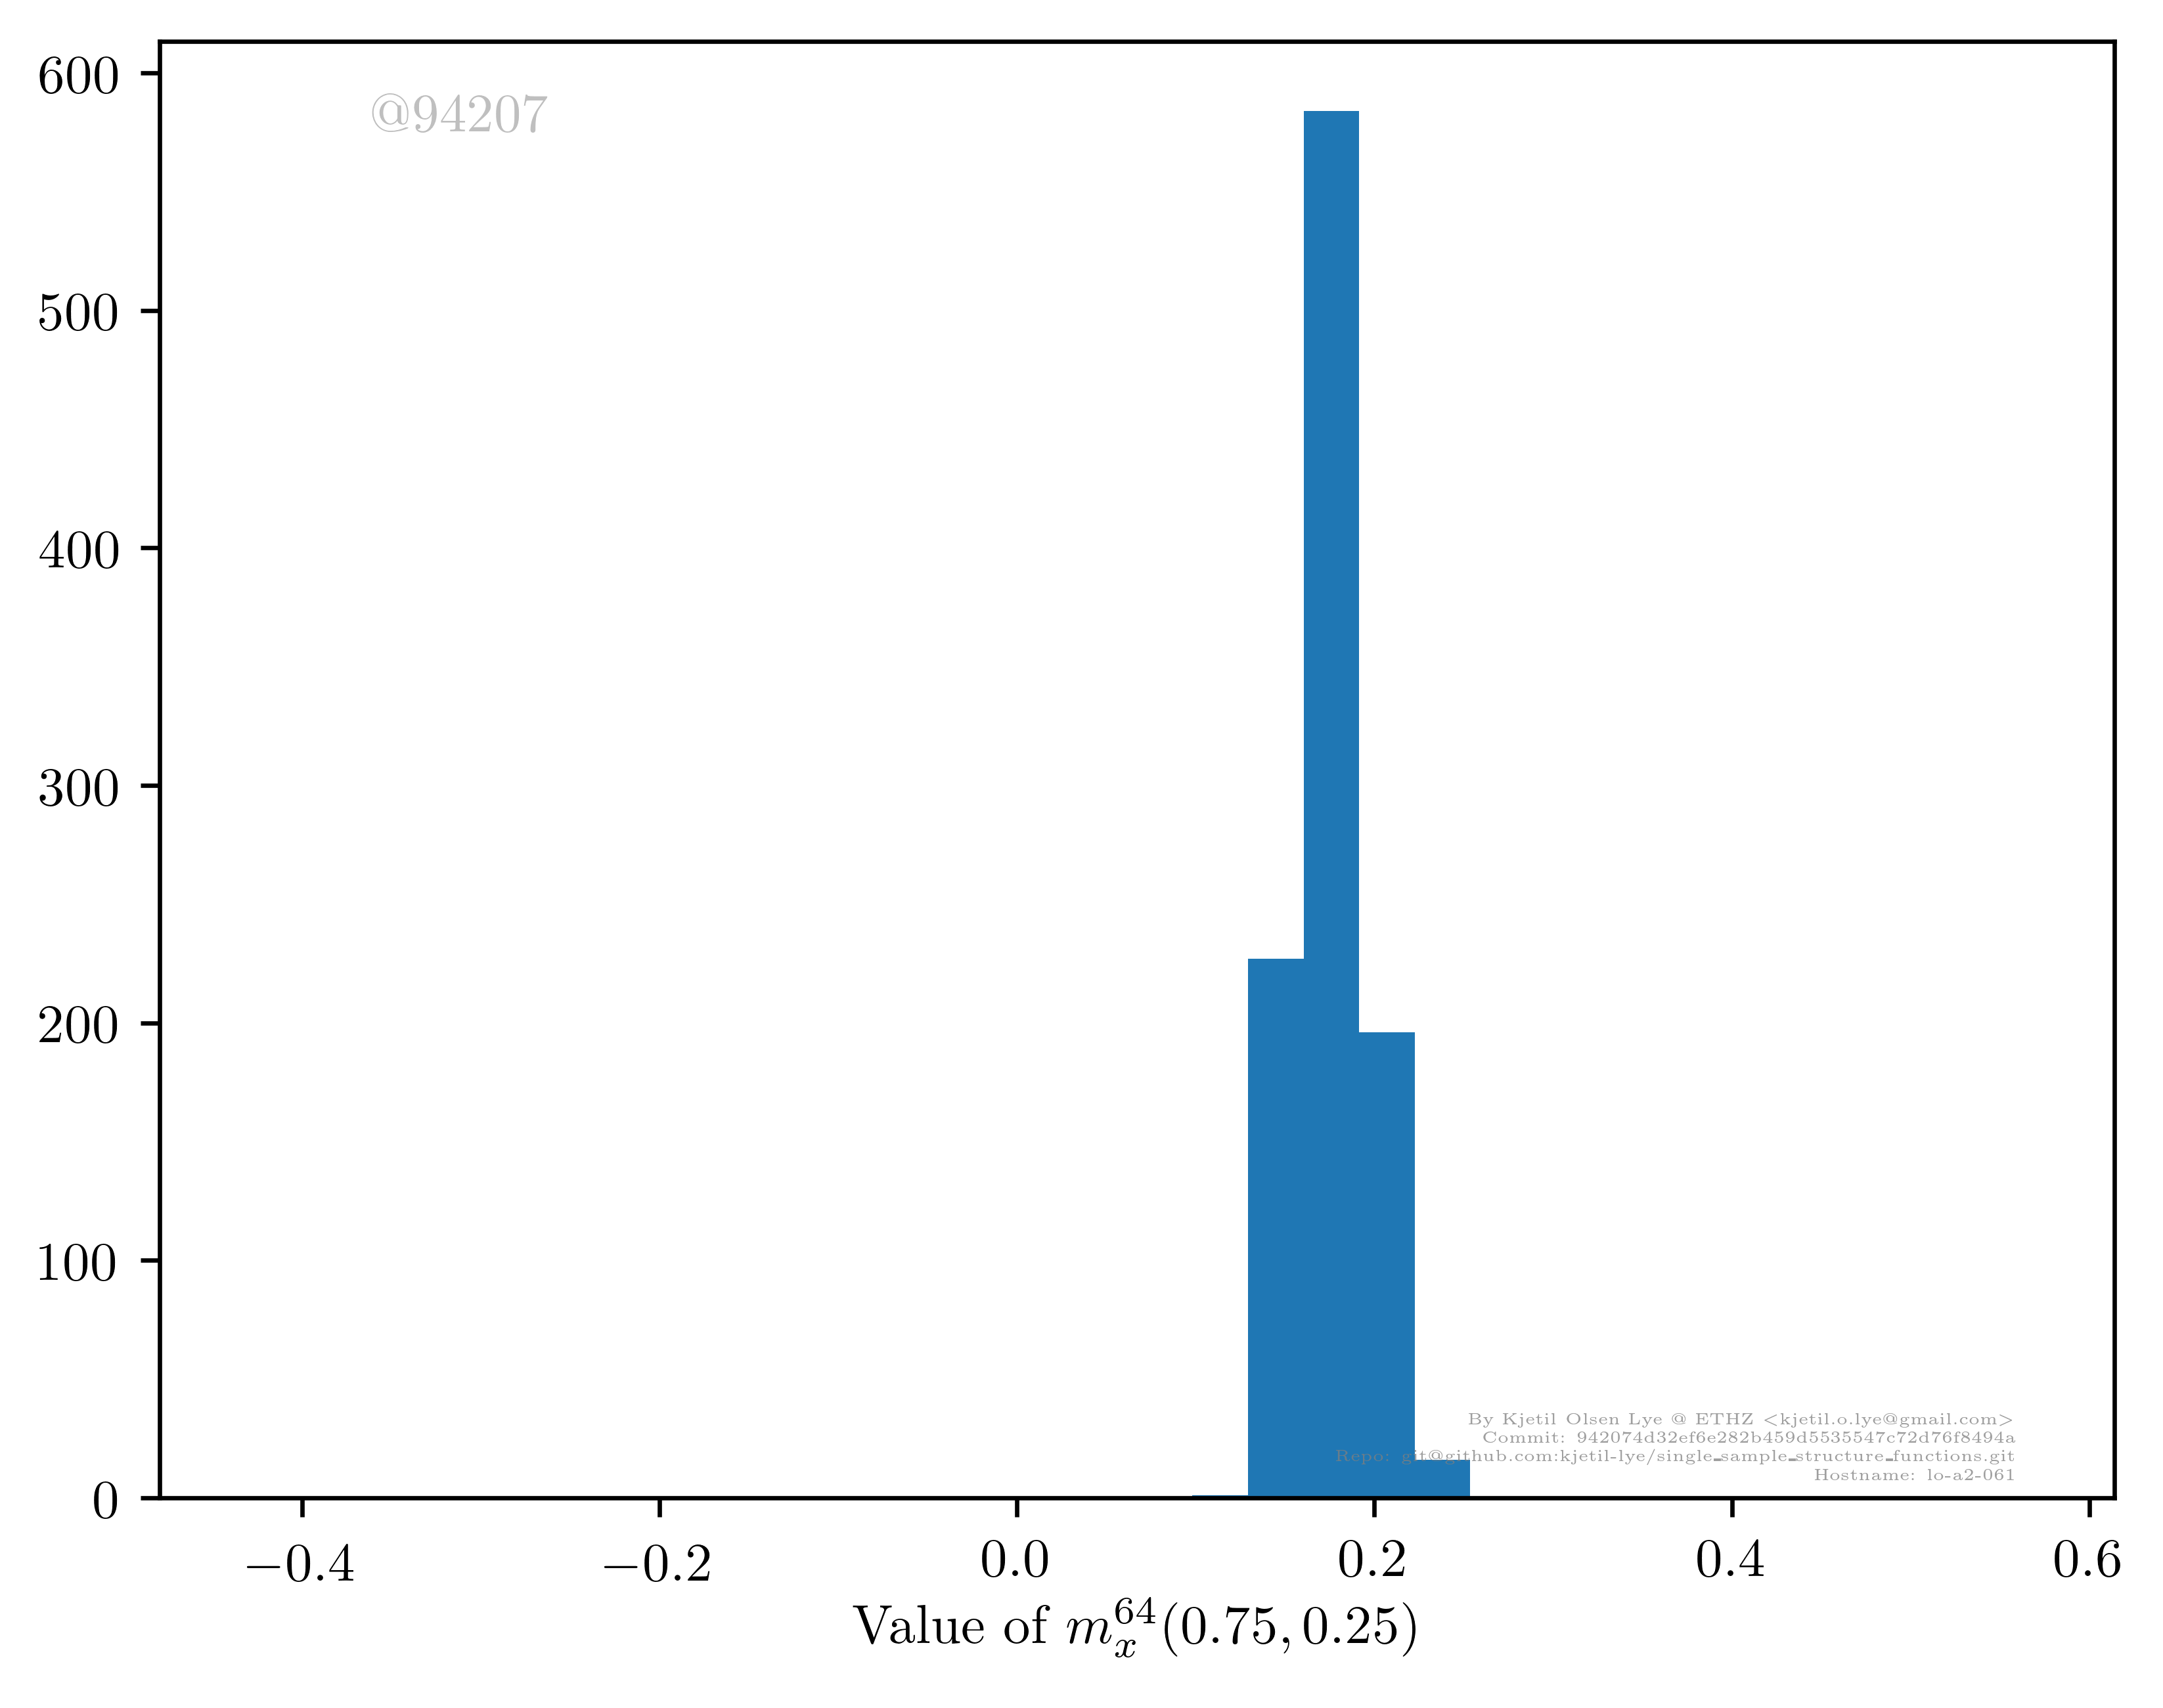 600
@94207
500
400
300
200
100
0
By Kjetil Olsen Lye @ ETHZ <kjetil.o.lye@gmail.com>
Commit: 942074d32ef6e282b459d5535547c72d76f8494a
Repo: git@github.com:kjetil-lye/single_sample_structure_functions.git
Hostname: lo-a2-061
−0.4 −0.2 0.0 0.2 0.4 0.6
Value of $m_x^{64}(0.75, 0.25)$